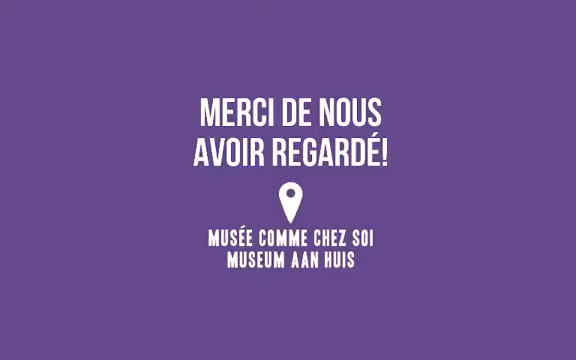 MERCI DE NOUS
AVOIR REGARDÉ!
MUSÉE COMME CHEZ SOI
MUSEUM AAN HUIS